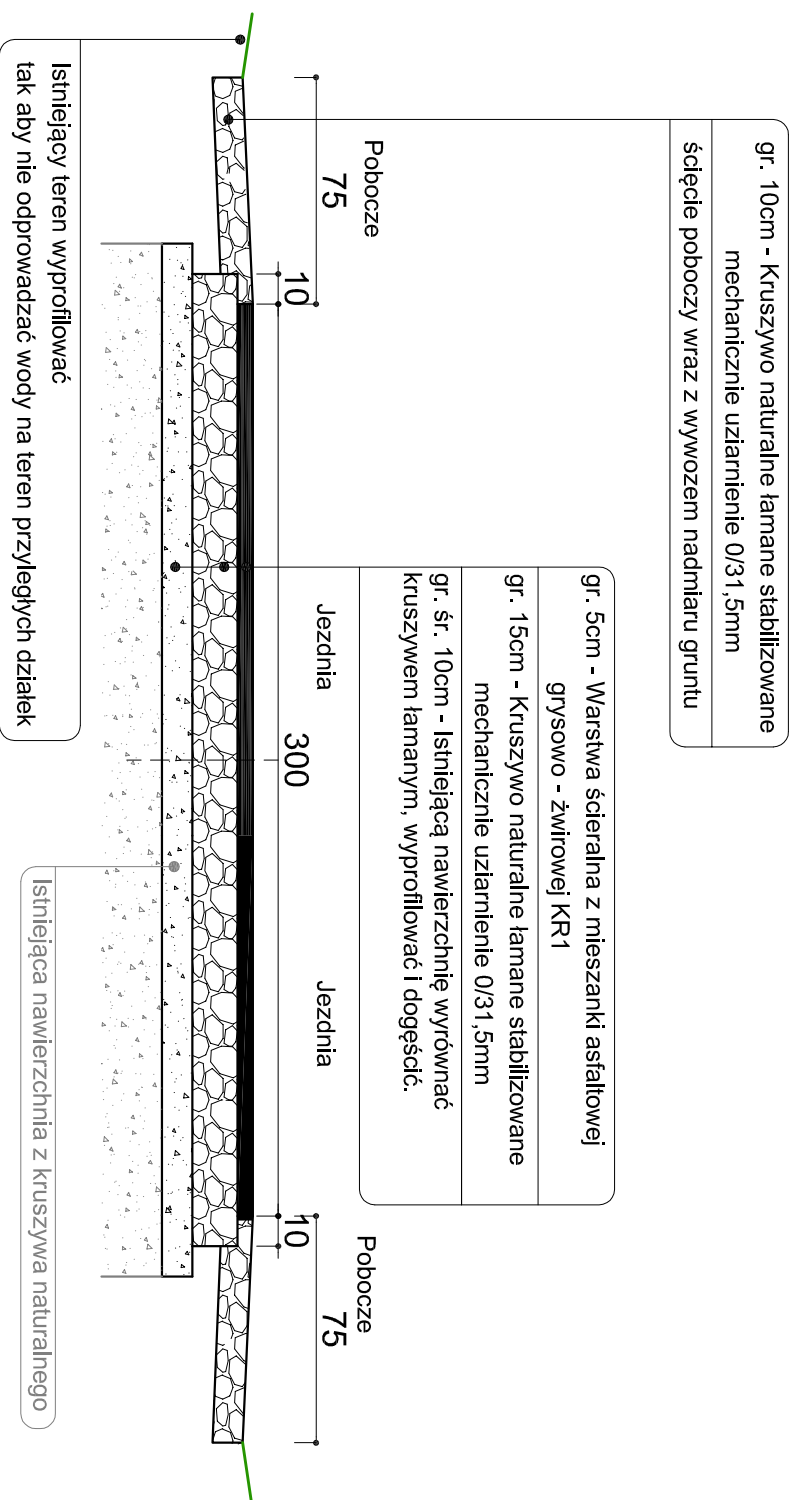 gr. 10cm - Kruszywo naturalne łamane stabilizowane
mechanicznie uziarnienie 0/31,5mm
ścięcie poboczy wraz z wywozem nadmiaru gruntu
gr. 5cm - Warstwa ścieralna z mieszanki asfaltowej
grysowo - żwirowej KR1
gr. 15cm - Kruszywo naturalne łamane stabilizowane
mechanicznie uziarnienie 0/31,5mm
gr. śr. 10cm - Istniejącą nawierzchnię wyrównać
kruszywem łamanym, wyprofilować i dogęścić.
Pobocze
75
Jezdnia
Jezdnia
Pobocze
75
10
300
10
Istniejący teren wyprofilować
tak aby nie odprowadzać wody na teren przyległych działek
Istniejąca nawierzchnia z kruszywa naturalnego